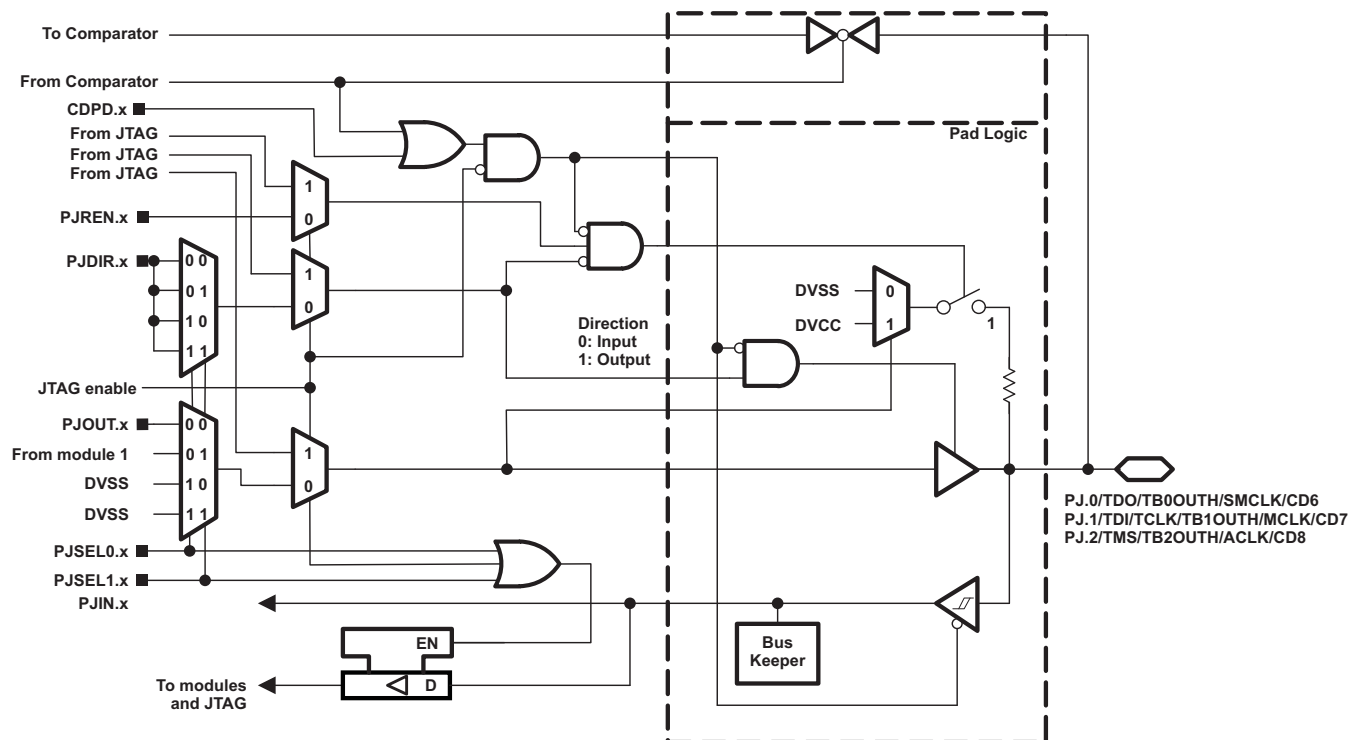 To Comparator
From Comparator
CDPD.x
From JTAG
From JTAG
From JTAG
Pad Logic
1
0
PJREN.x
PJDIR.x
0 0
0 1
1 0
1 1
1
0
DVSS
DVCC
0
1
1
Direction
0: Input
1: Output
JTAG enable
PJOUT.x
From module 1
DVSS
DVSS
0 0
0 1
1 0
1 1
1
0
PJ.0/TDO/TB0OUTH/SMCLK/CD6
PJ.1/TDI/TCLK/TB1OUTH/MCLK/CD7
PJ.2/TMS/TB2OUTH/ACLK/CD8
PJSEL0.x
PJSEL1.x
PJIN.x
EN
D
Bus
Keeper
To modules
and JTAG